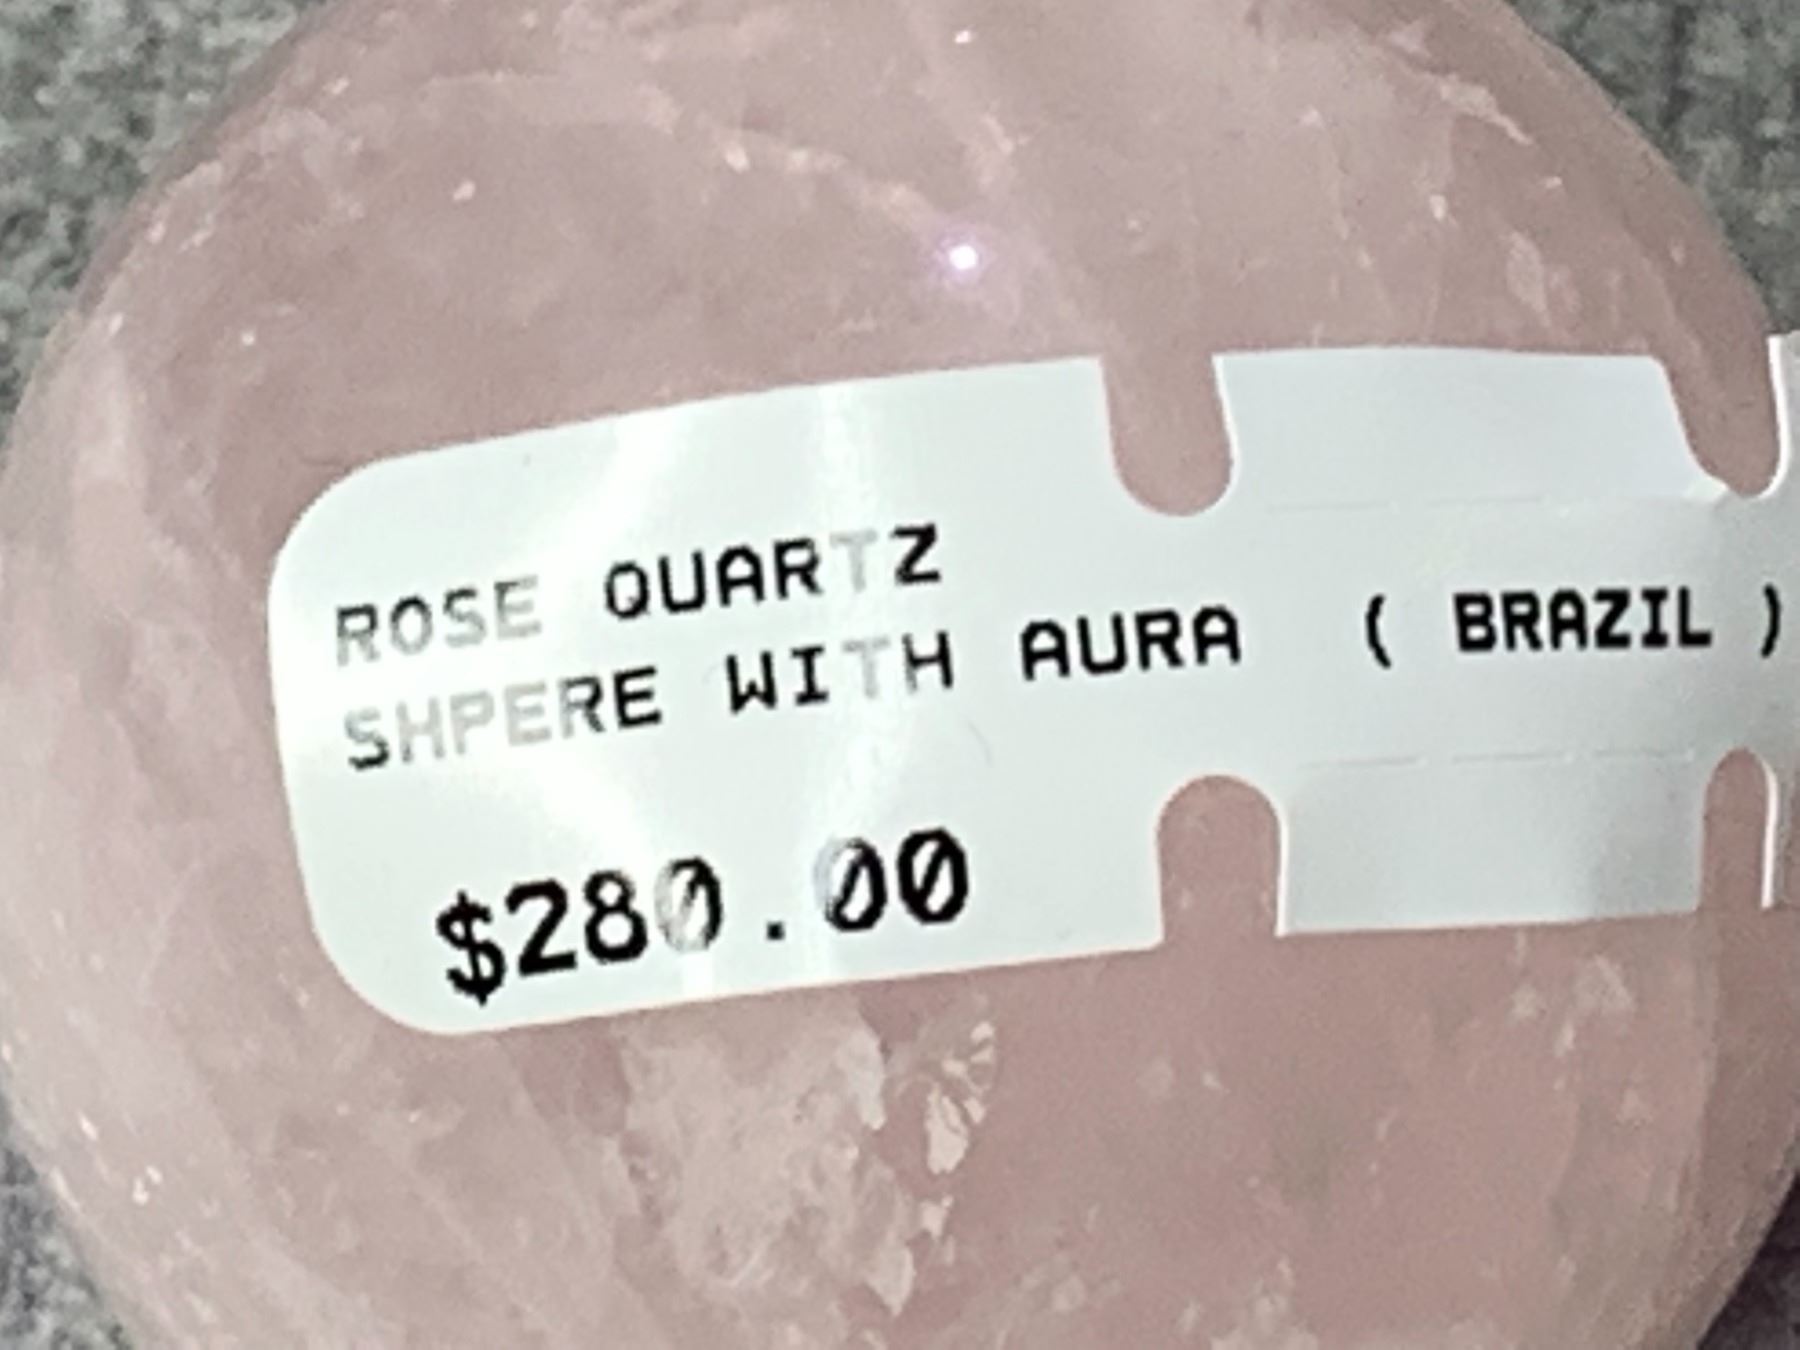 ROSE QUARTZ
SHPERE WITH AURA ( BRAZIL )
$280.00